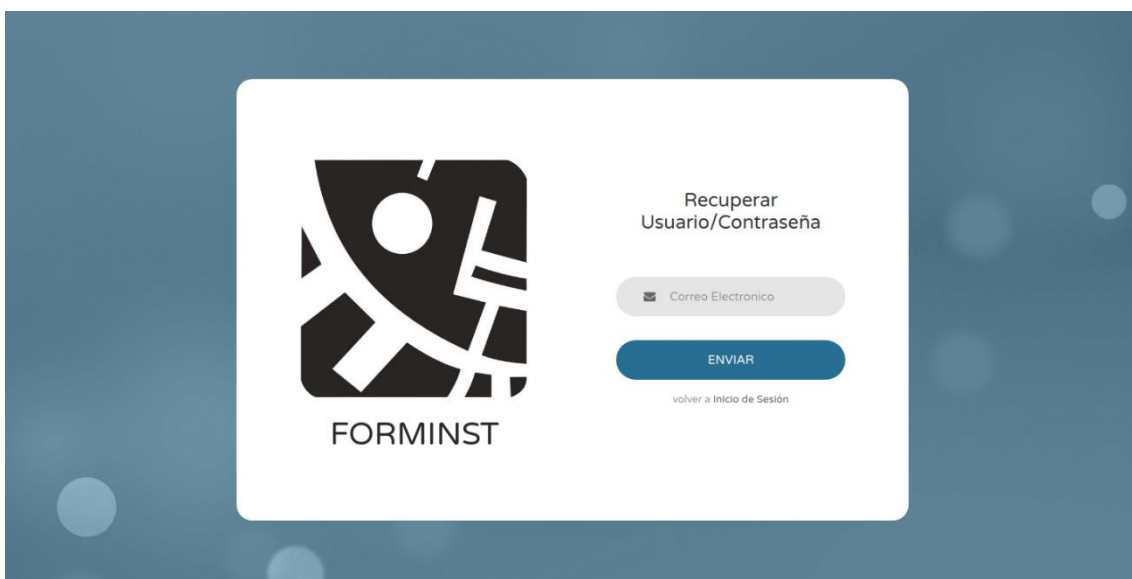 FORMINST
Recuperar
Usuario/Contraseña
Correo Electronico
ENVIAR
volver a Inicio de Sesión